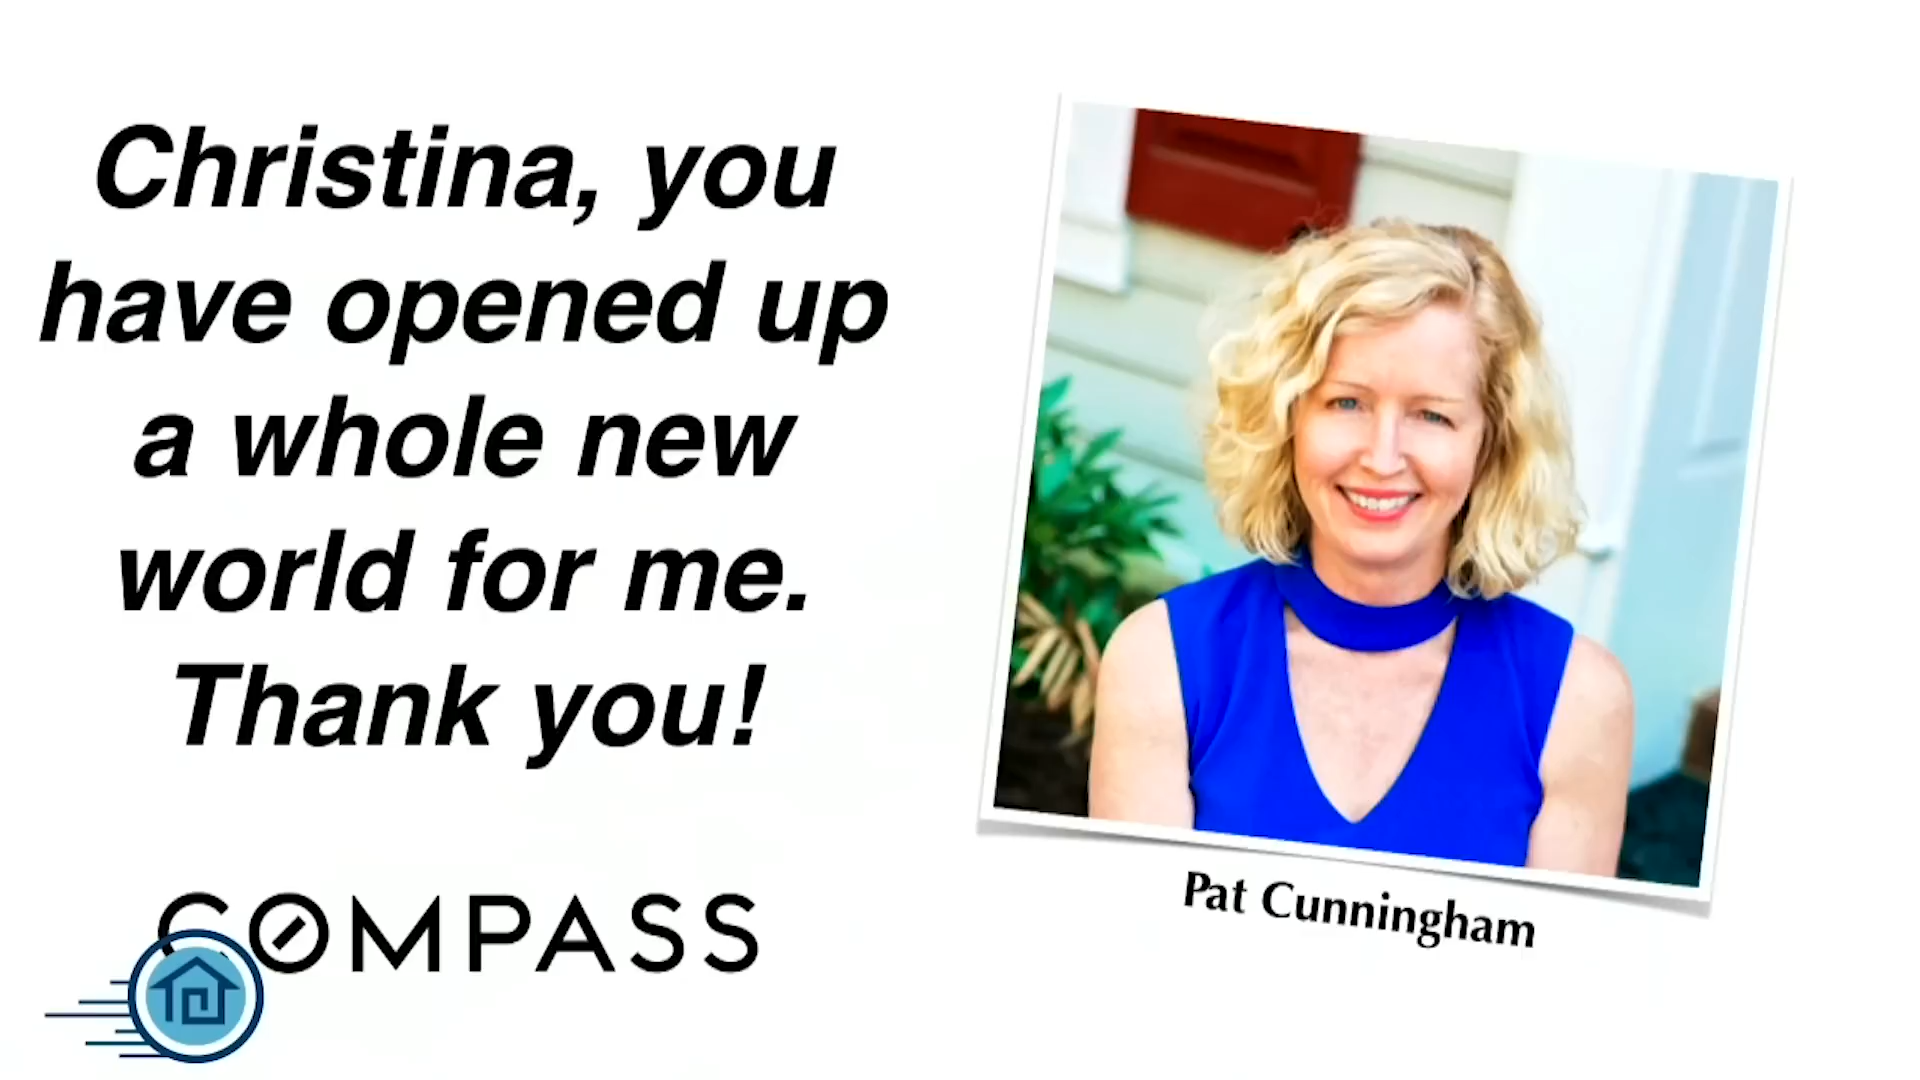 Christina, you
have opened up
a whole new
world for me.
Thank you!
COMPASS
Pat Cunningham